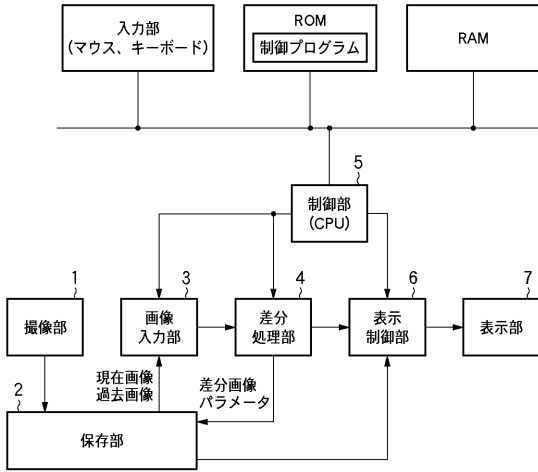 入力部
(マウス、キーボード)
ROM
制御プログラム
RAM
5
制御部
(CPU)
1
撮像部
3
画像
入力部
4
差分
処理部
6
表示
制御部
7
表示部
現在画像
過去画像
差分画像
パラメータ
2
保存部